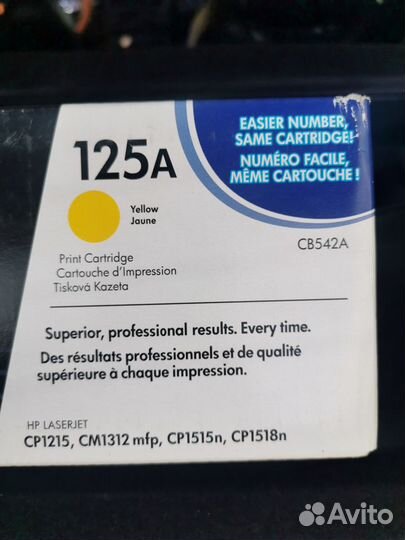 EASIER NUMBER,
SAME CARTRIDGE!
NUMÉRO FACILE,
MÊME CARTOUCHE!
125A
Yellow
Jaune
CB542A
Print Cartridge
Cartouche d'Impression
Tisková Kazeta
Superior, professional results. Every time.
Des résultats professionnels et de qualité
supérieure à chaque impression.
HP LASERJET
CP1215, CM1312 mfp, CP1515n, CP1518n
Avito